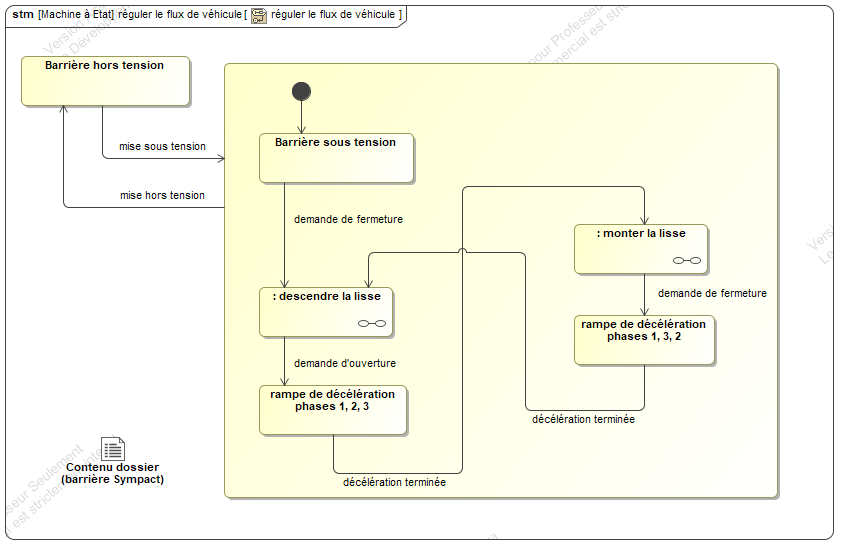 stm [Machine à Etat] réguler le flux de véhicule [ réguler le flux de véhicule ]
Barrière hors tension
mise sous tension
mise hors tension
Barrière sous tension
demande de fermeture
: descendre la lisse
demande d'ouverture
rampe de décélération
phases 1, 2, 3
décélération terminée
: monter la lisse
demande de fermeture
rampe de décélération
phases 1, 3, 2
décélération terminée
Contenu dossier
(barrière Sympact)